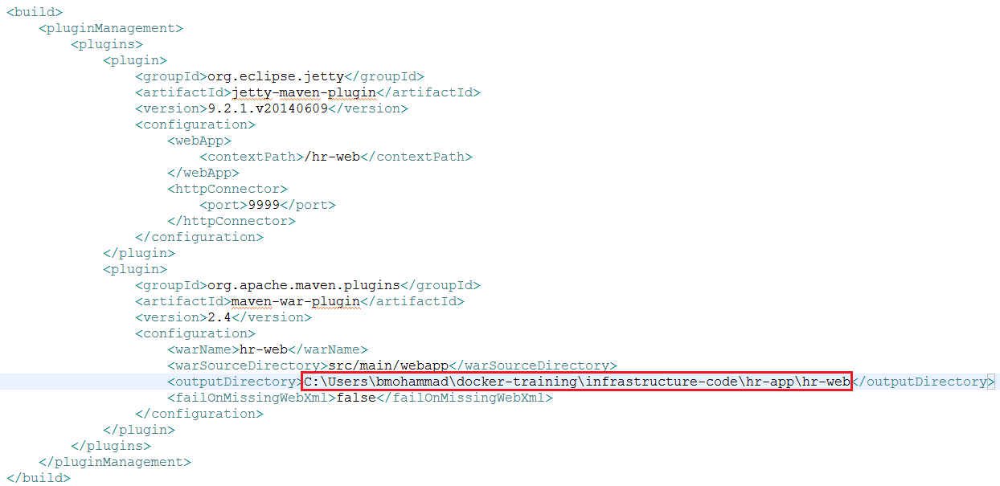 <build>
    <pluginManagement>
        <plugins>
            <plugin>
                <groupId>org.eclipse.jetty</groupId>
                <artifactId>jetty-maven-plugin</artifactId>
                <version>9.2.1.v20140609</version>
                <configuration>
                    <webApp>
                        <contextPath>/hr-web</contextPath>
                    </webApp>
                    <httpConnector>
                        <port>9999</port>
                    </httpConnector>
                </configuration>
            </plugin>
            <plugin>
                <groupId>org.apache.maven.plugins</groupId>
                <artifactId>maven-war-plugin</artifactId>
                <version>2.4</version>
                <configuration>
                    <warName>hr-web</warName>
                    <warSourceDirectory>src/main/webapp</warSourceDirectory>
                    <outputDirectory>C:\Users\bmohammad\docker-training\infrastructure-code\hr-app\hr-web</outputDirectory>
                    <failOnMissingWebXml>false</failOnMissingWebXml>
                </configuration>
            </plugin>
        </plugins>
    </pluginManagement>
</build>